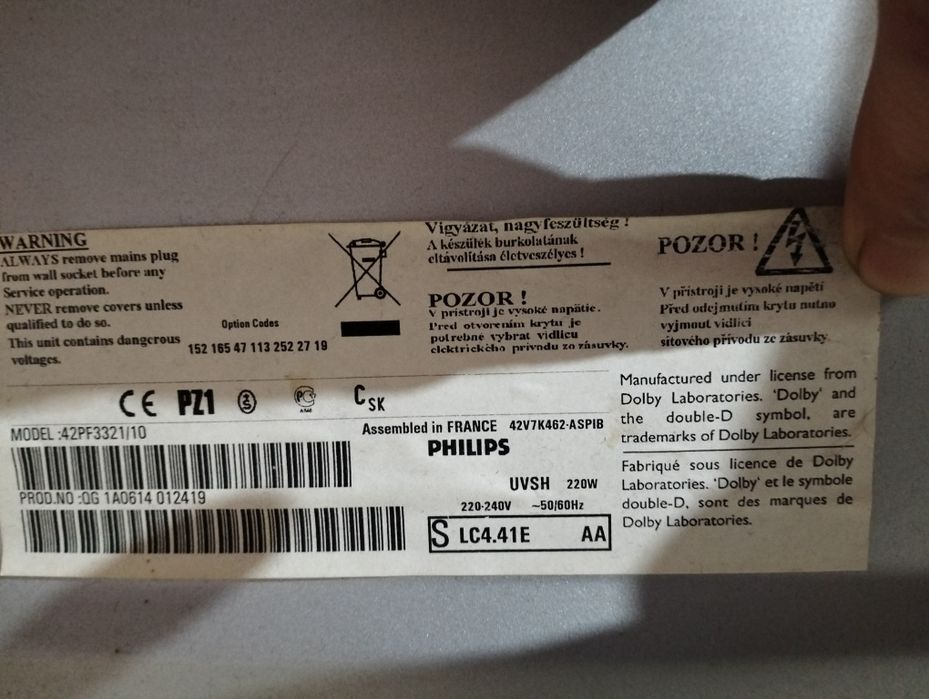 WARNING
ALWAYS remove mains plug
from wall socket before any
Service operation.
NEVER remove covers unless
qualified to do so.
This unit contains dangerous
voltages.
Option Codes
152 165 47 113 252 27 19
Vigyázat, nagyfeszültség !
A készülék burkolatának
eltávolítása életveszélyes !
POZOR !
V prístroji je vysoké napätie.
Pred otvorením krytu je
potrebné vybrat vidlicu
elektrického prívodu zo zásuvky.
POZOR !
V přístroji je vysoké napětí
Před odejmutím krytu nutno
vyjmout vidlici
síťového přívodu ze zásuvky
CE PZ1
C SK
MODEL :42PF3321/10
PROD.NO :QG 1A0614 012419
Assembled in FRANCE 42V7K462-ASPIB
PHILIPS
UVSH 220W
220-240V ~50/60Hz
S LC4.41E AA
Manufactured under license from
Dolby Laboratories. 'Dolby' and
the double-D symbol, are
trademarks of Dolby Laboratories.
Fabriqué sous licence de Dolby
Laboratories. 'Dolby' et le symbole
double-D, sont des marques de
Dolby Laboratories.